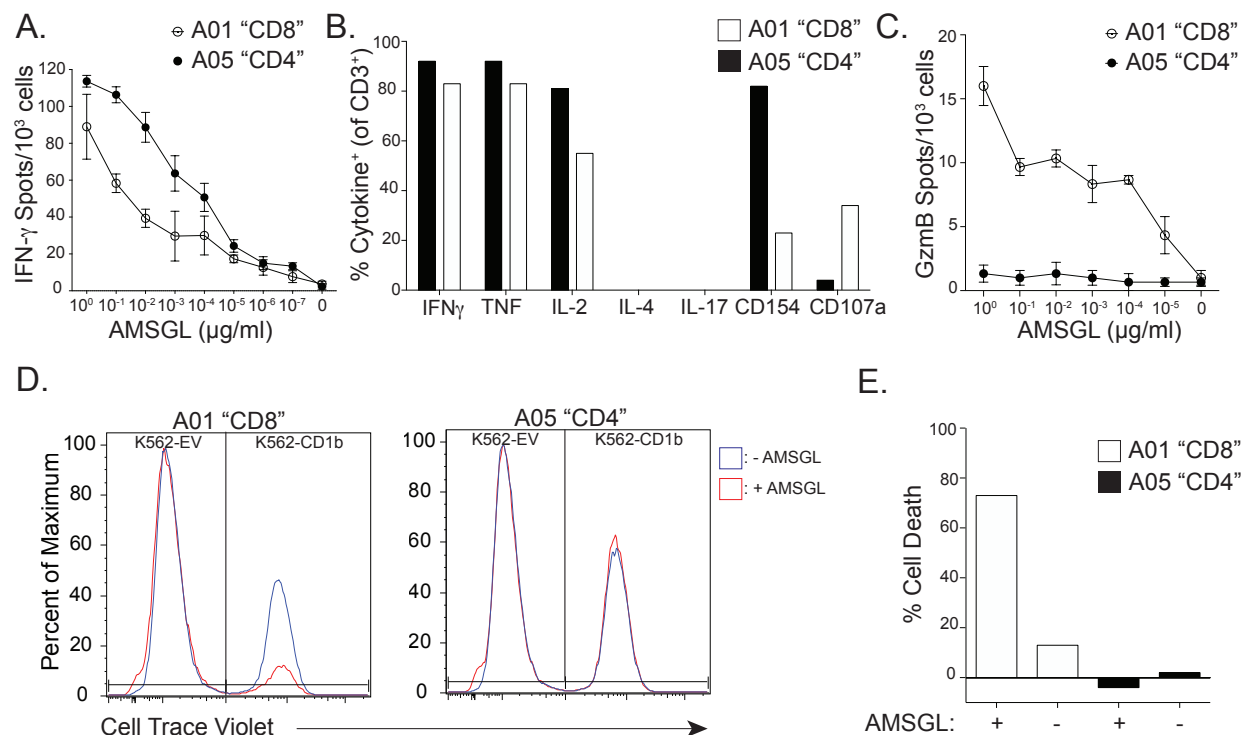 A.
A01 “CD8”
A05 “CD4”
IFN-γ Spots/10³ cells
120
100
80
60
40
20
0
10⁰ 10⁻¹ 10⁻² 10⁻³ 10⁻⁴ 10⁻⁵ 10⁻⁶ 10⁻⁷ 0
AMSGL (µg/ml)
B.
A01 “CD8”
A05 “CD4”
% Cytokine⁺ (of CD3⁺)
100
80
60
40
20
0
IFNγ TNF IL-2 IL-4 IL-17 CD154 CD107a
C.
A01 “CD8”
A05 “CD4”
GzmB Spots/10³ cells
20
15
10
5
0
10⁰ 10⁻¹ 10⁻² 10⁻³ 10⁻⁴ 10⁻⁵ 0
AMSGL (µg/ml)
D.
A01 “CD8”
K562-EV K562-CD1b
Percent of Maximum
100
80
60
40
20
0
A05 “CD4”
K562-EV K562-CD1b
100
80
60
40
20
0
: - AMSGL
: + AMSGL
Cell Trace Violet
E.
A01 “CD8”
A05 “CD4”
% Cell Death
100
80
60
40
20
0
AMSGL: + - + -